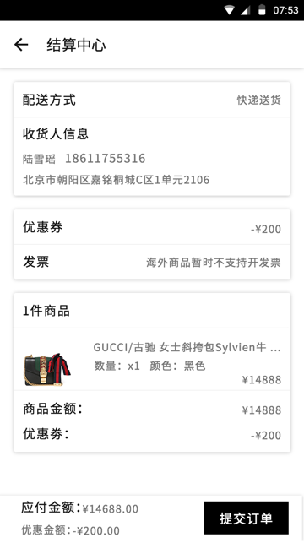 07:53
结算中心
配送方式 快递送货
收货人信息
陆雪昭 18611755316
北京市朝阳区嘉铭桐城C区1单元2106
优惠券 -¥200
发票 海外商品暂时不支持开发票
1件商品
GUCCI/古驰 女士斜挎包Sylvien牛 ...
数量：x1 颜色：黑色
¥14888
商品金额： ¥14888
优惠券： -¥200
应付金额：¥14688.00
优惠金额：-¥200.00
提交订单